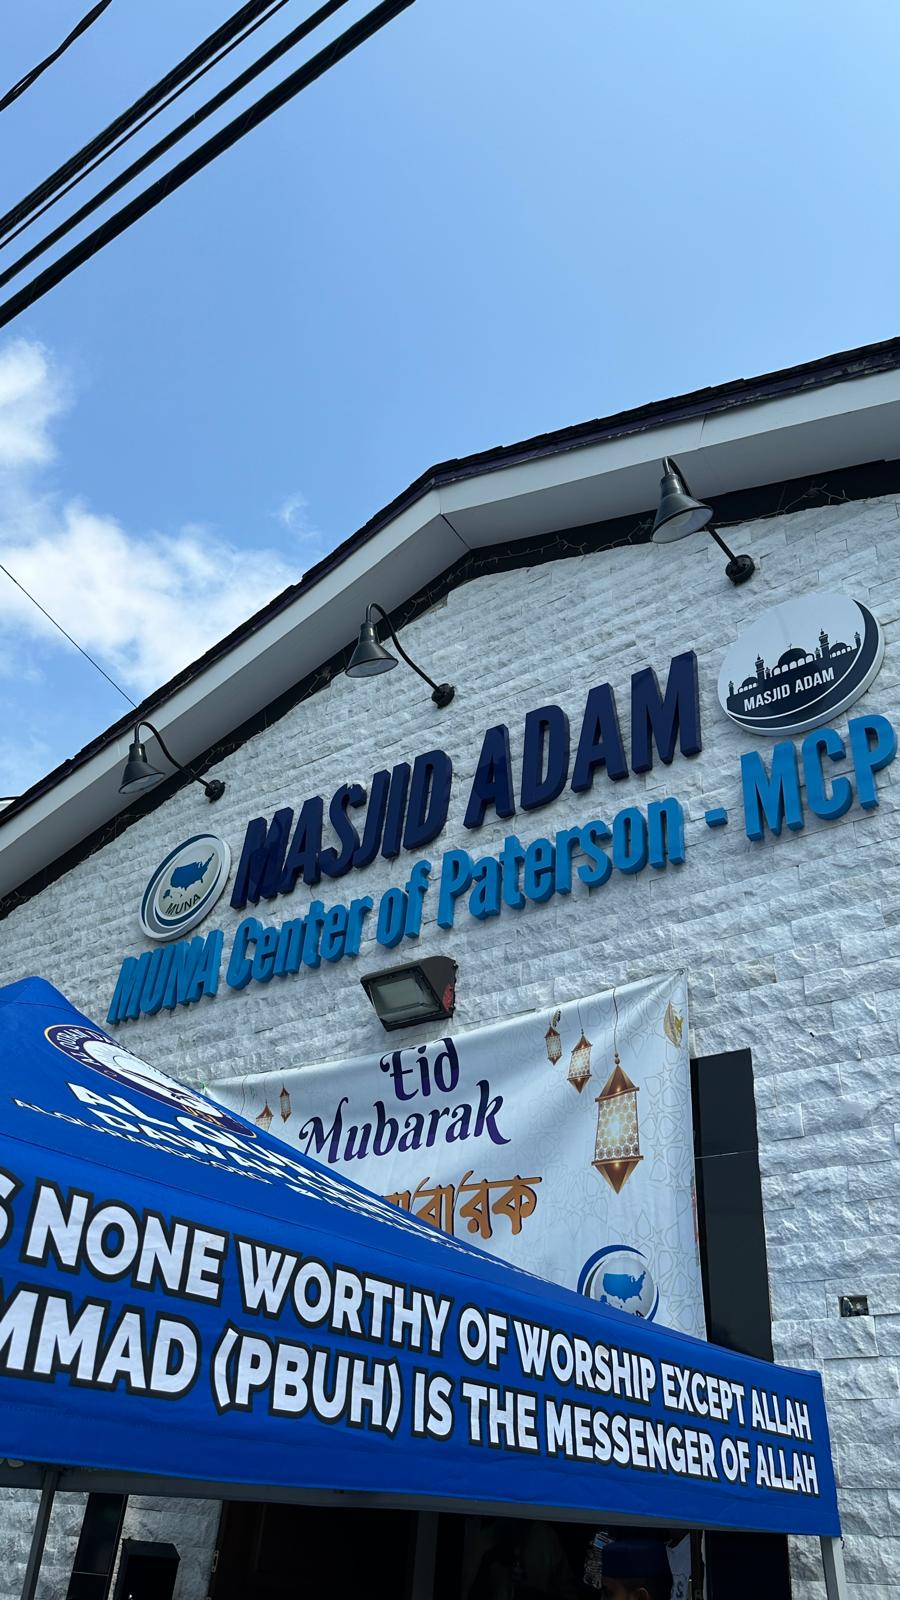 MASJID ADAM
MASJID ADAM
MUNA
MUNA Center of Paterson - MCP
Eid
Mubarak
বারক
NONE WORTHY OF WORSHIP EXCEPT ALLAH
(PBUH) IS THE MESSENGER OF ALLAH